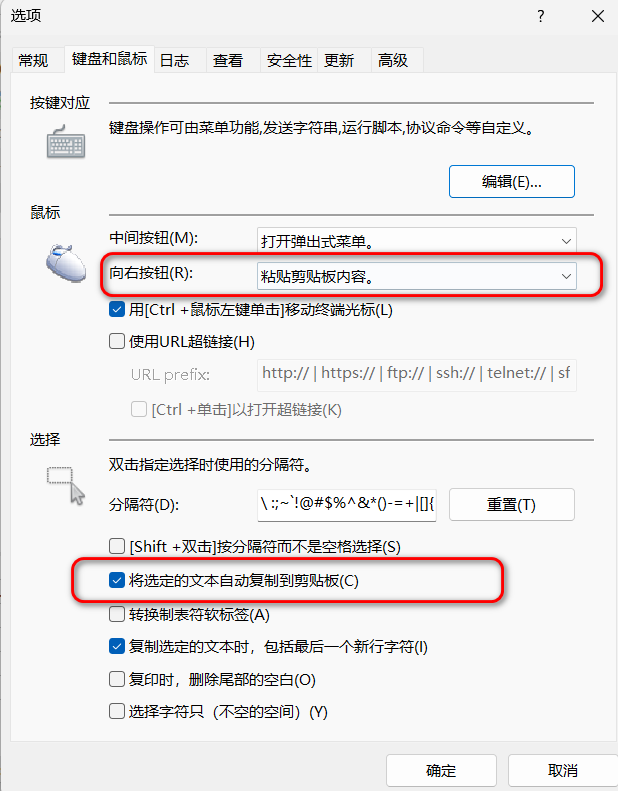 选项
常规 键盘和鼠标 日志 查看 安全性 更新 高级
按键对应
键盘操作可由菜单功能,发送字符串,运行脚本,协议命令等自定义。
编辑(E)...
鼠标
中间按钮(M): 打开弹出式菜单。
向右按钮(R): 粘贴剪贴板内容。
用[Ctrl +鼠标左键单击]移动终端光标(L)
使用URL超链接(H)
URL prefix: http:// | https:// | ftp:// | ssh:// | telnet:// | sf
[Ctrl +单击]以打开超链接(K)
选择
双击指定选择时使用的分隔符。
分隔符(D): \ :;~`!@#$%^&*()-=+|[]{ 重置(T)
[Shift +双击]按分隔符而不是空格选择(S)
将选定的文本自动复制到剪贴板(C)
转换制表符软标签(A)
复制选定的文本时，包括最后一个新行字符(I)
复印时，删除尾部的空白(O)
选择字符只（不空的空间）(Y)
确定 取消